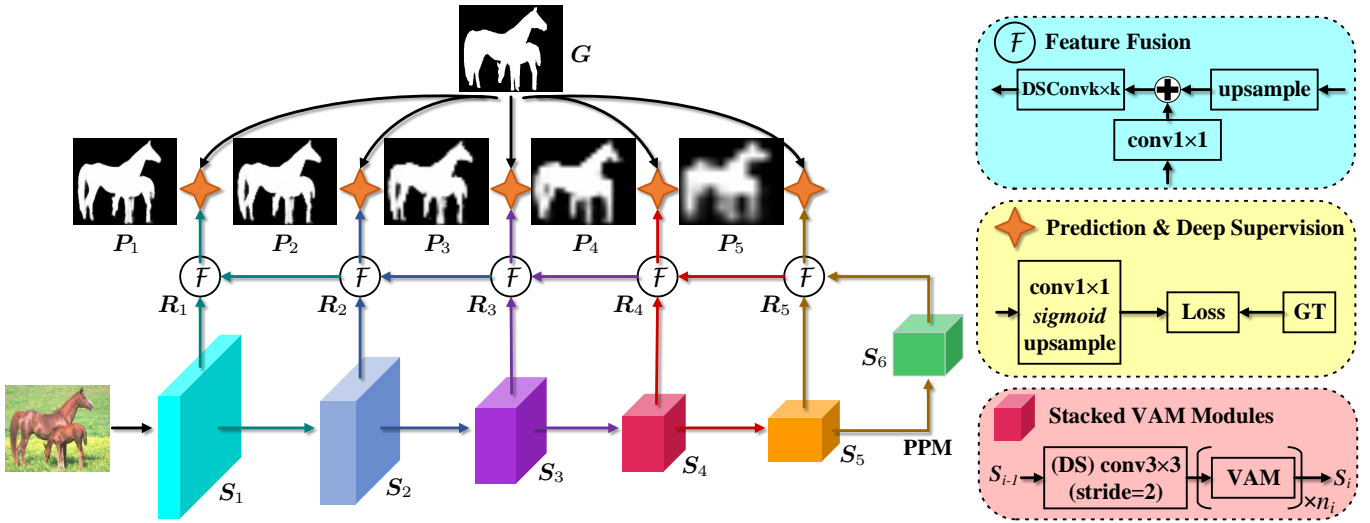 G
P₁
P₂
P₃
P₄
P₅
F
F
F
F
F
R₁
R₂
R₃
R₄
R₅
S₁
S₂
S₃
S₄
S₅
S₆
PPM
F Feature Fusion
DSConvk×k
upsample
conv1×1
Prediction & Deep Supervision
conv1×1
sigmoid
upsample
Loss
GT
Stacked VAM Modules
Sᵢ₋₁
(DS) conv3×3
(stride=2)
VAM
×nᵢ
Sᵢ